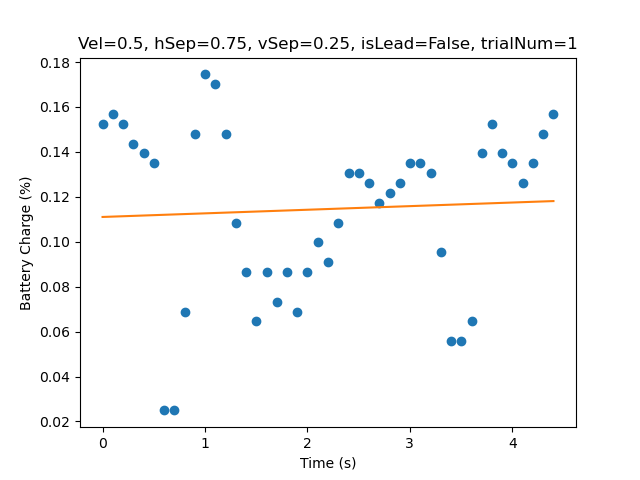 Vel=0.5, hSep=0.75, vSep=0.25, isLead=False, trialNum=1
0.18
0.16
0.14
0.12
0.10
0.08
0.06
0.04
0.02
Battery Charge (%)
0 1 2 3 4
Time (s)